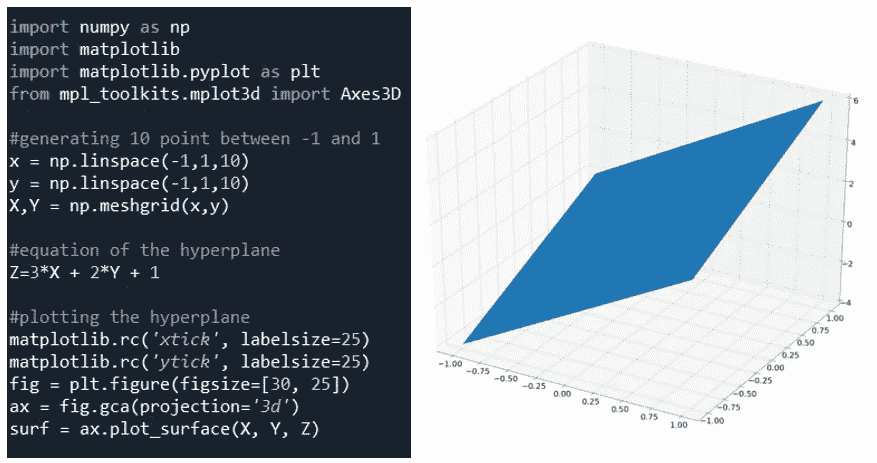 import numpy as np
import matplotlib
import matplotlib.pyplot as plt
from mpl_toolkits.mplot3d import Axes3D
#generating 10 point between -1 and 1
x = np.linspace(-1,1,10)
y = np.linspace(-1,1,10)
X,Y = np.meshgrid(x,y)
#equation of the hyperplane
Z=3*X + 2*Y + 1
#plotting the hyperplane
matplotlib.rc('xtick', labelsize=25)
matplotlib.rc('ytick', labelsize=25)
fig = plt.figure(figsize=[30, 25])
ax = fig.gca(projection='3d')
surf = ax.plot_surface(X, Y, Z)
6
4
2
0
−2
−4
−1.00
−0.75
−0.50
−0.25
0.00
0.25
0.50
0.75
1.00
1.00
0.75
0.50
0.25
0.00
−0.25
−0.50
−0.75
−1.00